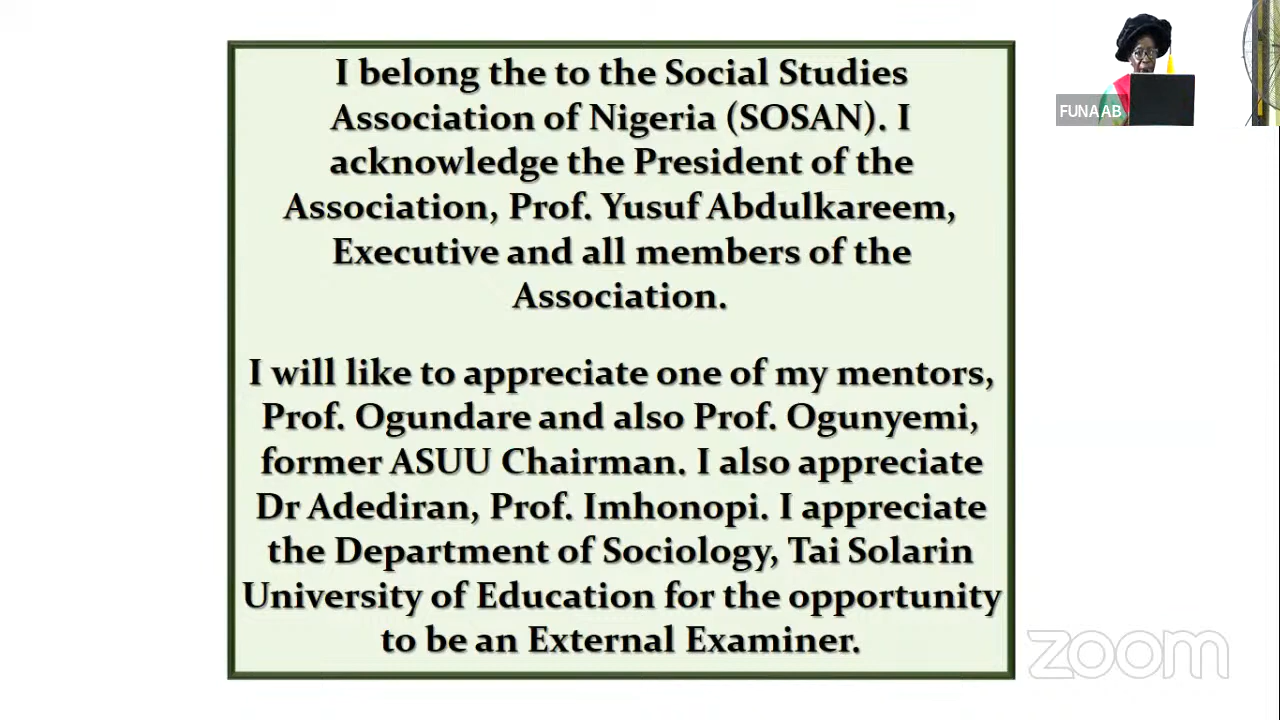 I belong the to the Social Studies
Association of Nigeria (SOSAN). I
acknowledge the President of the
Association, Prof. Yusuf Abdulkareem,
Executive and all members of the
Association.
I will like to appreciate one of my mentors,
Prof. Ogundare and also Prof. Ogunyemi,
former ASUU Chairman. I also appreciate
Dr Adediran, Prof. Imhonopi. I appreciate
the Department of Sociology, Tai Solarin
University of Education for the opportunity
to be an External Examiner.
FUNAAB
zoom